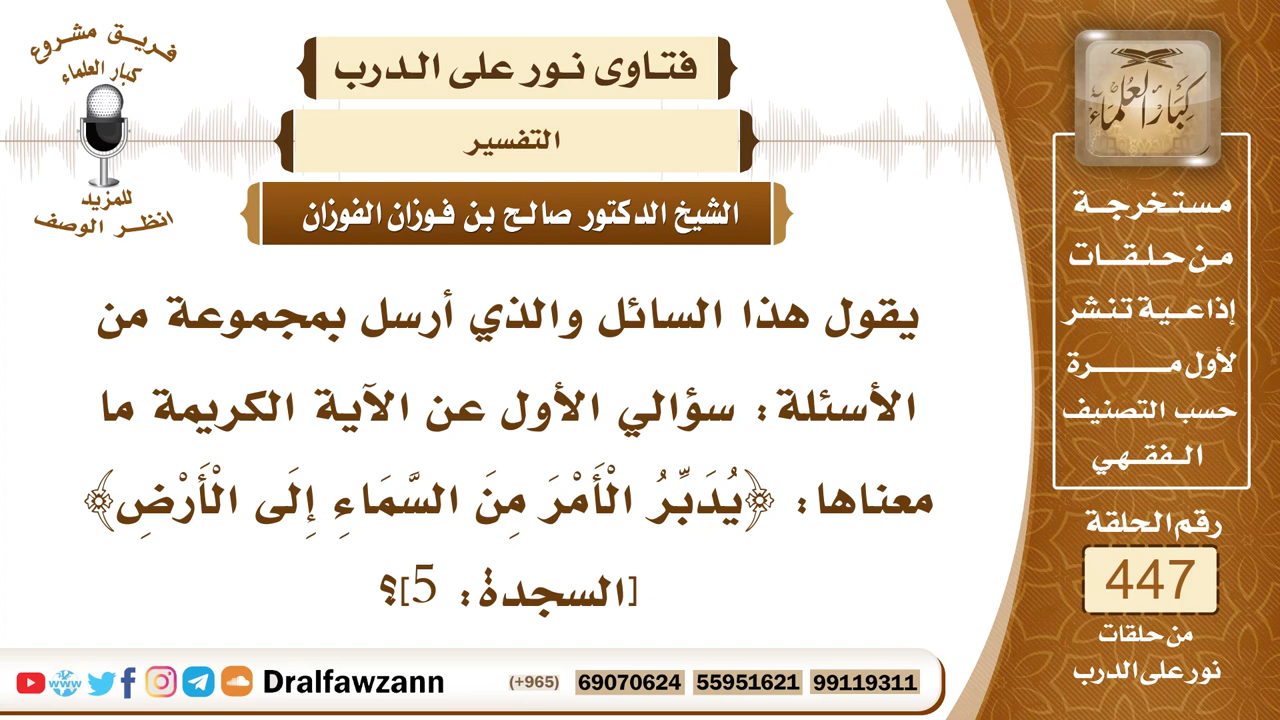 فريق مشروع
كبار العلماء
للمزيد
انظر الوصف
فتاوى نور على الدرب
التفسير
الشيخ الدكتور صالح بن فوزان الفوزان
يقول هذا السائل والذي أرسل بمجموعة من
الأسئلة: سؤالي الأول عن الآية الكريمة ما
معناها: ﴿يُدَبِّرُ الْأَمْرَ مِنَ السَّمَاءِ إِلَى الْأَرْضِ﴾
[السجدة: 5]؟
كبار العلماء
مستخرجة
من حلقات
إذاعية تنشر
لأول مرة
حسب التصنيف
الفقهي
رقم الحلقة
447
من حلقات
نور على الدرب
www Dralfawzann (+965) 69070624 55951621 99119311